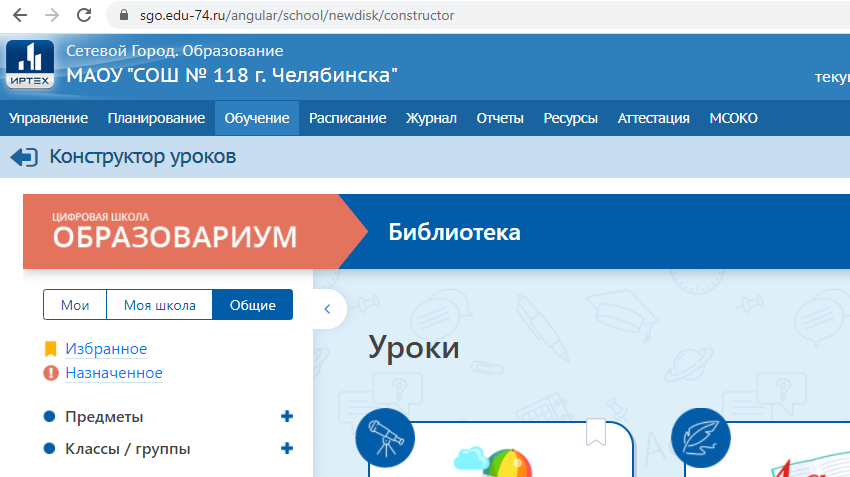 sgo.edu-74.ru/angular/school/newdisk/constructor
ИРТЕХ
Сетевой Город. Образование
МАОУ "СОШ № 118 г. Челябинска"
теку
Управление Планирование Обучение Расписание Журнал Отчеты Ресурсы Аттестация МСОКО
Конструктор уроков
ЦИФРОВАЯ ШКОЛА
ОБРАЗОВАРИУМ
Библиотека
Мои Моя школа Общие
Избранное
Назначенное
Уроки
Предметы
Классы / группы